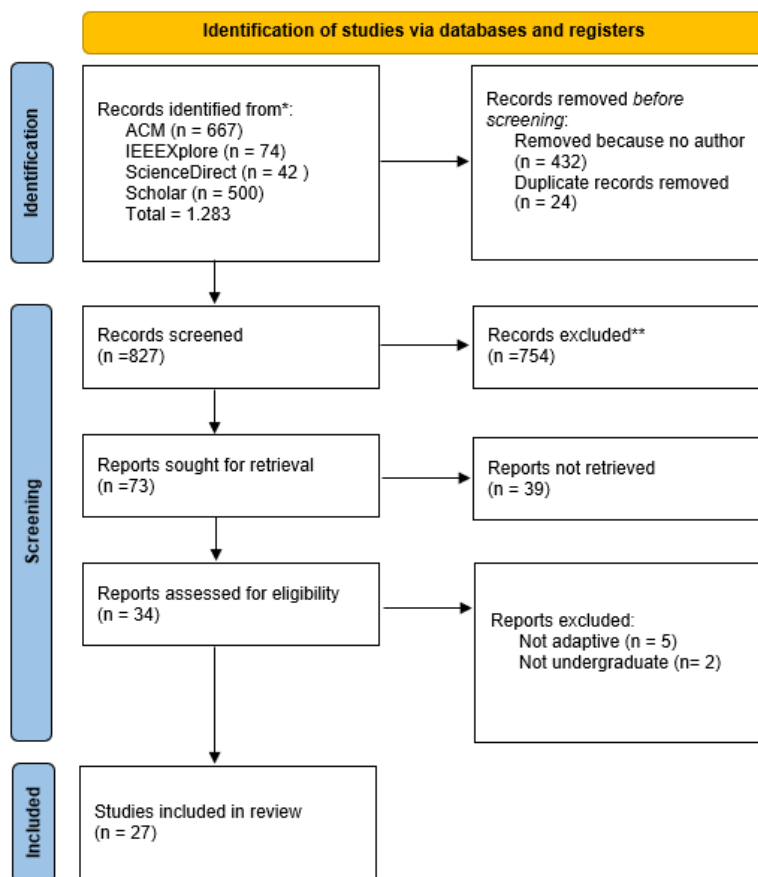 Identification of studies via databases and registers
Identification
Records identified from*:
ACM (n = 667)
IEEEXplore (n = 74)
ScienceDirect (n = 42 )
Scholar (n = 500)
Total = 1.283
Records removed before
screening:
Removed because no author
(n = 432)
Duplicate records removed
(n = 24)
Screening
Records screened
(n =827)
Records excluded**
(n =754)
Reports sought for retrieval
(n =73)
Reports not retrieved
(n = 39)
Reports assessed for eligibility
(n = 34)
Reports excluded:
Not adaptive (n = 5)
Not undergraduate (n= 2)
Included
Studies included in review
(n = 27)